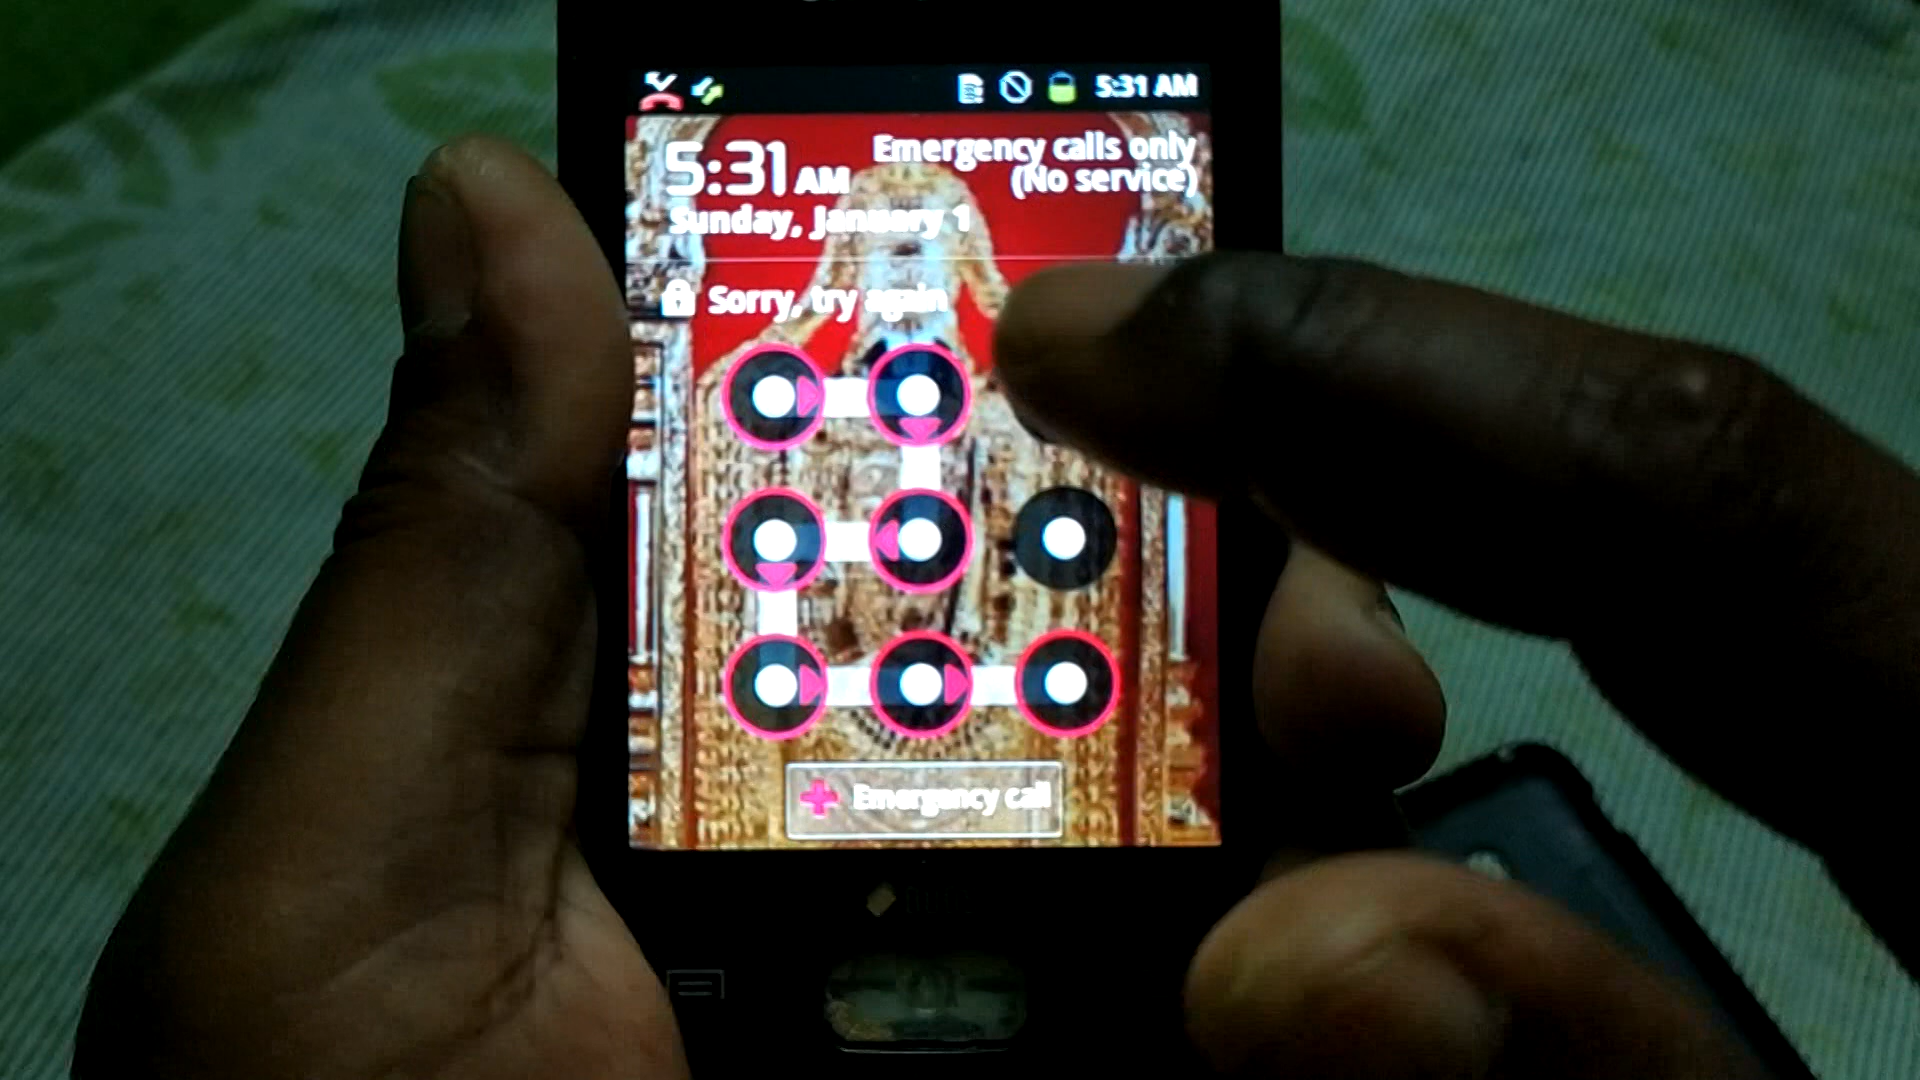 5:31 AM
5:31 AM
Emergency calls only
(No service)
Sunday, January 1
Sorry, try again
Emergency call